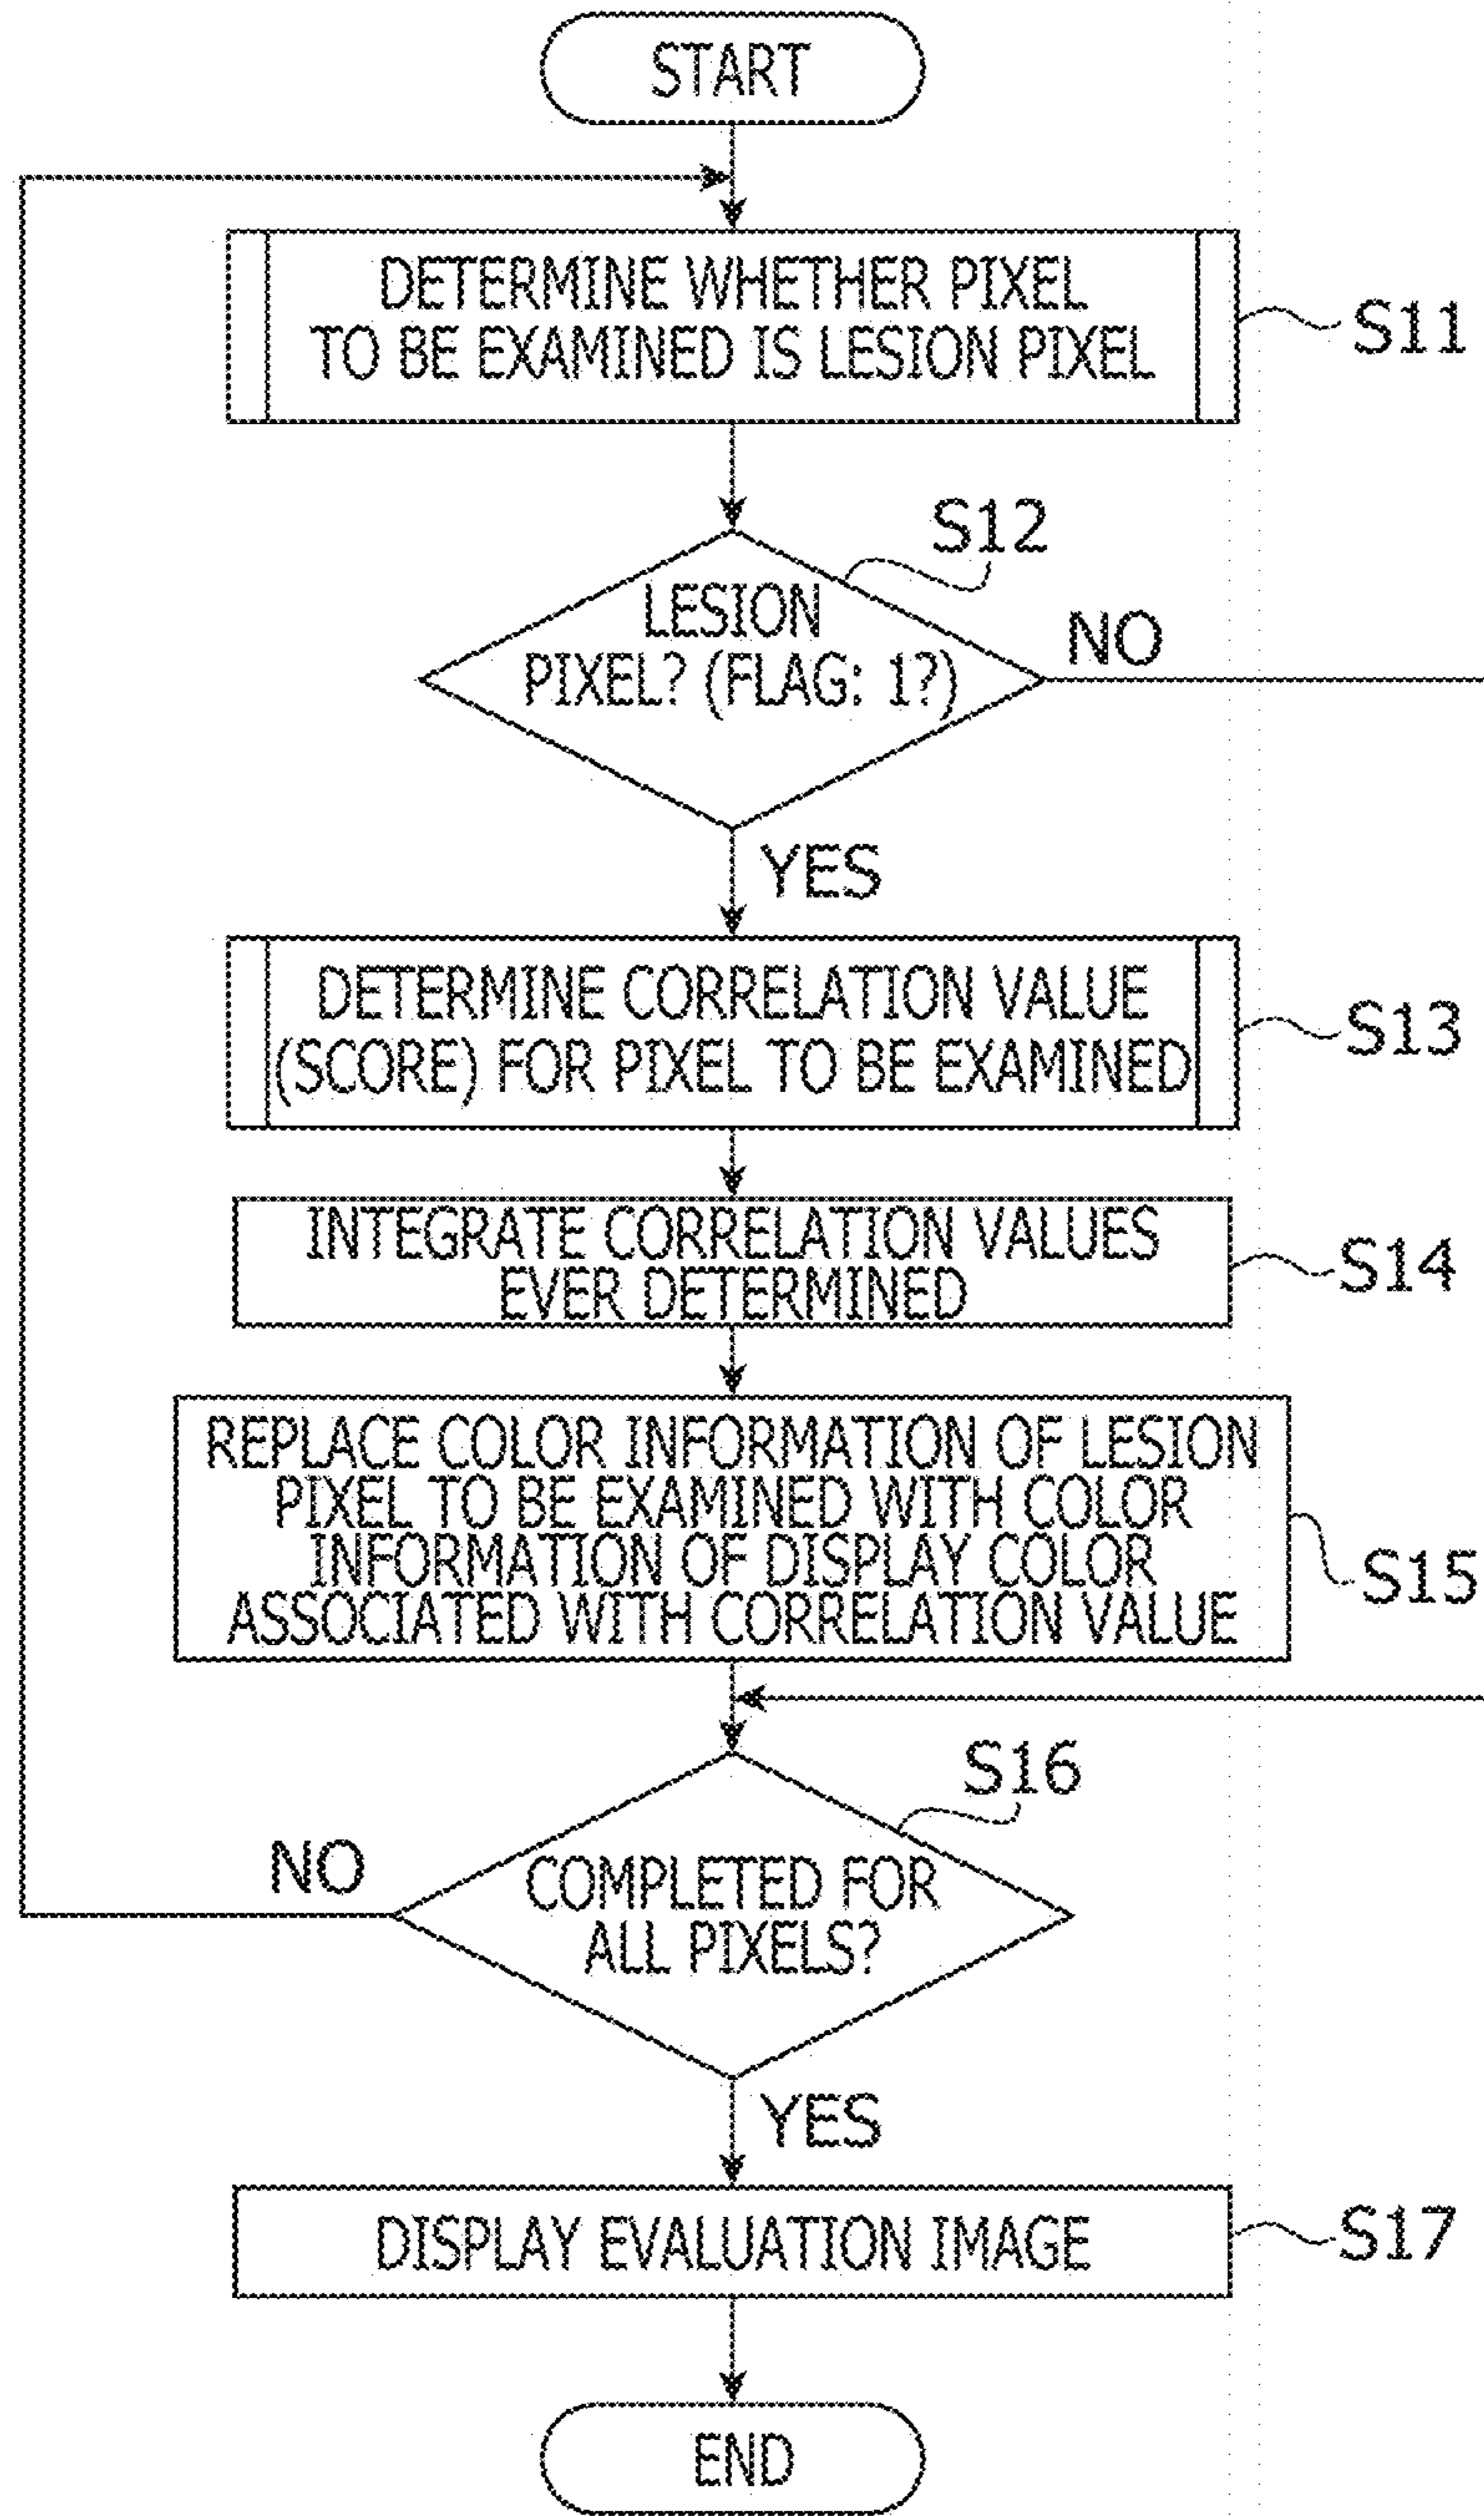 START
DETERMINE WHETHER PIXEL
TO BE EXAMINED IS LESION PIXEL
S11
S12
LESION
PIXEL? (FLAG: 1?)
NO
YES
DETERMINE CORRELATION VALUE
(SCORE) FOR PIXEL TO BE EXAMINED
S13
INTEGRATE CORRELATION VALUES
EVER DETERMINED
S14
REPLACE COLOR INFORMATION OF LESION
PIXEL TO BE EXAMINED WITH COLOR
INFORMATION OF DISPLAY COLOR
ASSOCIATED WITH CORRELATION VALUE
S15
S16
NO
COMPLETED FOR
ALL PIXELS?
YES
DISPLAY EVALUATION IMAGE
S17
END